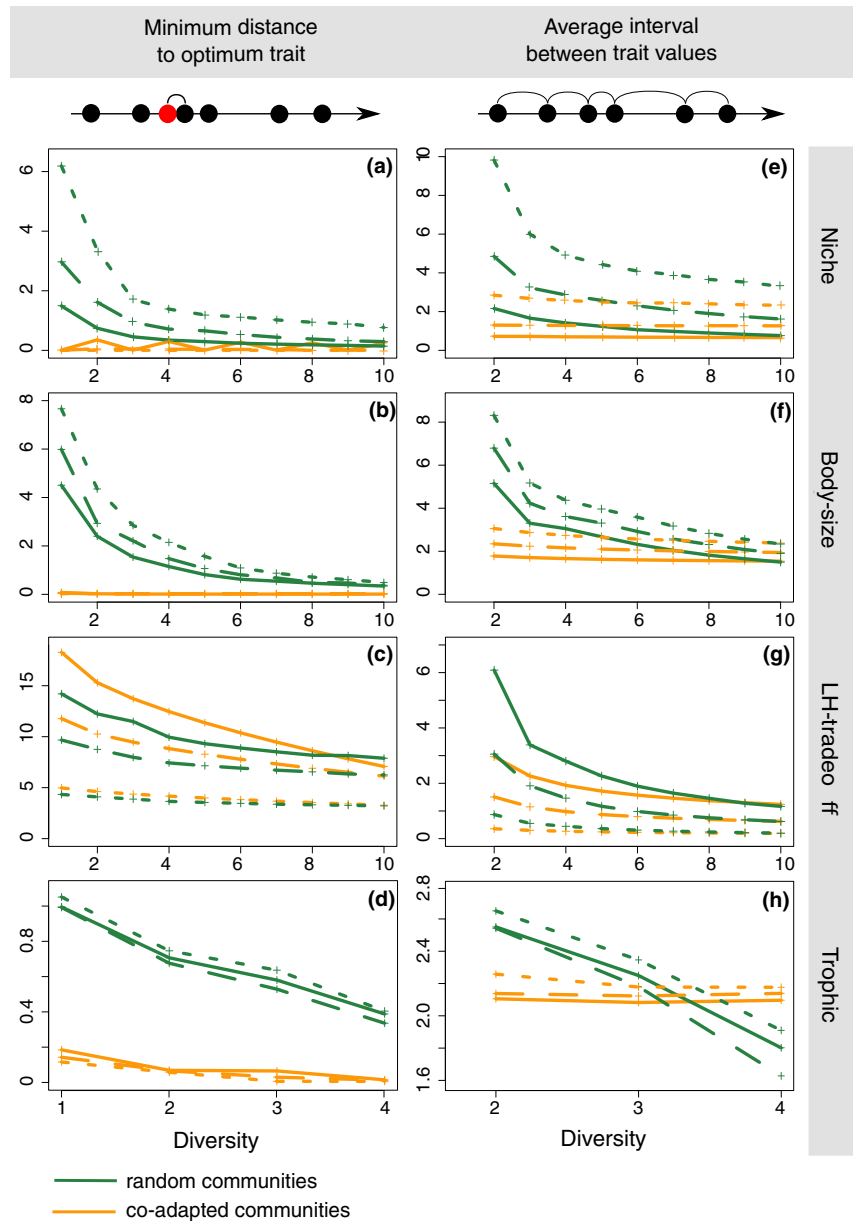 Minimum distance
to optimum trait
Average interval
between trait values
(a)
0 2 4 6
2 4 6 8 10
(e)
0 2 4 6 8 10
2 4 6 8 10
Niche
(b)
0 2 4 6 8
2 4 6 8 10
(f)
0 2 4 6 8
2 4 6 8 10
Body-size
(c)
0 5 10 15
2 4 6 8 10
(g)
0 1 2 4 6
2 4 6 8 10
LH-tradeo ff
(d)
0 0.4 0.8
1 2 3 4
Diversity
(h)
1.6 2.0 2.4 2.8
2 3 4
Diversity
Trophic
random communities
co-adapted communities